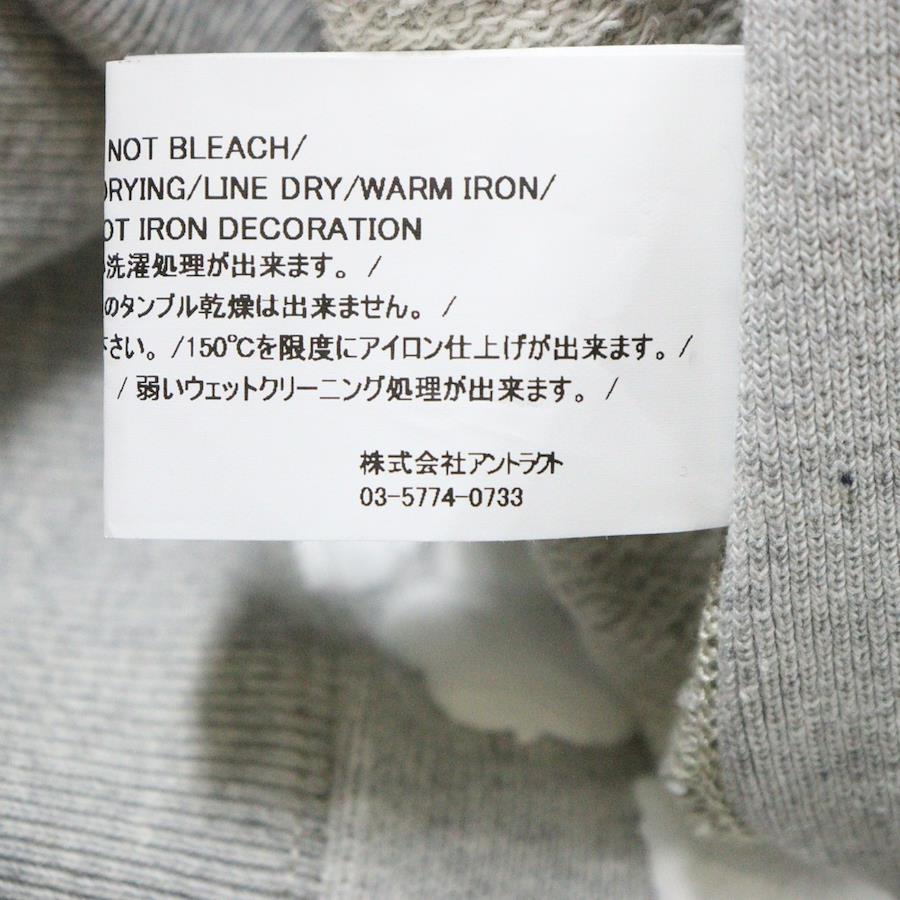 NOT BLEACH/
DRYING/LINE DRY/WARM IRON/
OT IRON DECORATION
洗濯処理が出来ます。 /
のタンブル乾燥は出来ません。 /
下さい。 /150℃を限度にアイロン仕上げが出来ます。 /
/ 弱いウェットクリーニング処理が出来ます。 /
株式会社アントラクト
03-5774-0733